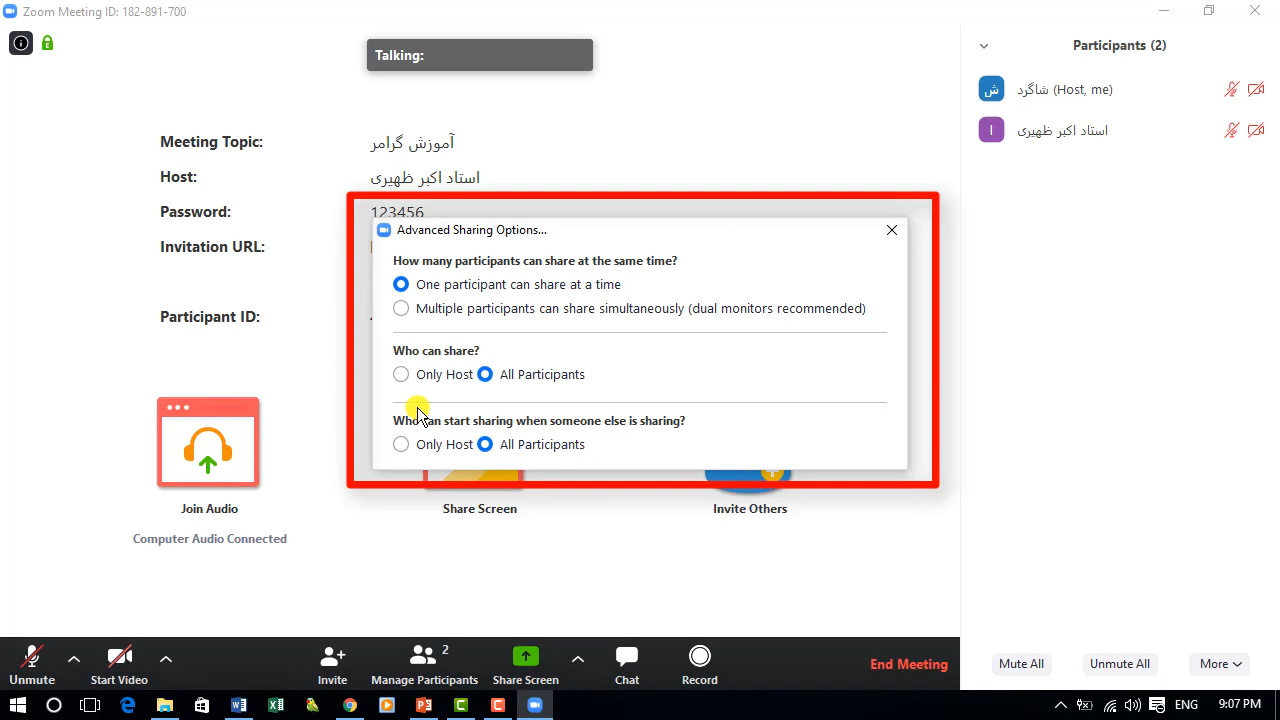 Zoom Meeting ID: 182-891-700
Talking:
Participants (2)
ش شاگرد (Host, me)
ا استاد اکبر ظهیری
Meeting Topic: آموزش گرامر
Host: استاد اکبر ظهیری
Password: 123456
Invitation URL:
Participant ID:
Advanced Sharing Options...
How many participants can share at the same time?
One participant can share at a time
Multiple participants can share simultaneously (dual monitors recommended)
Who can share?
Only Host All Participants
Who can start sharing when someone else is sharing?
Only Host All Participants
Join Audio
Share Screen
Invite Others
Computer Audio Connected
Unmute
Start Video
Invite
2
Manage Participants
Share Screen
Chat
Record
End Meeting
Mute All
Unmute All
More
ENG
9:07 PM